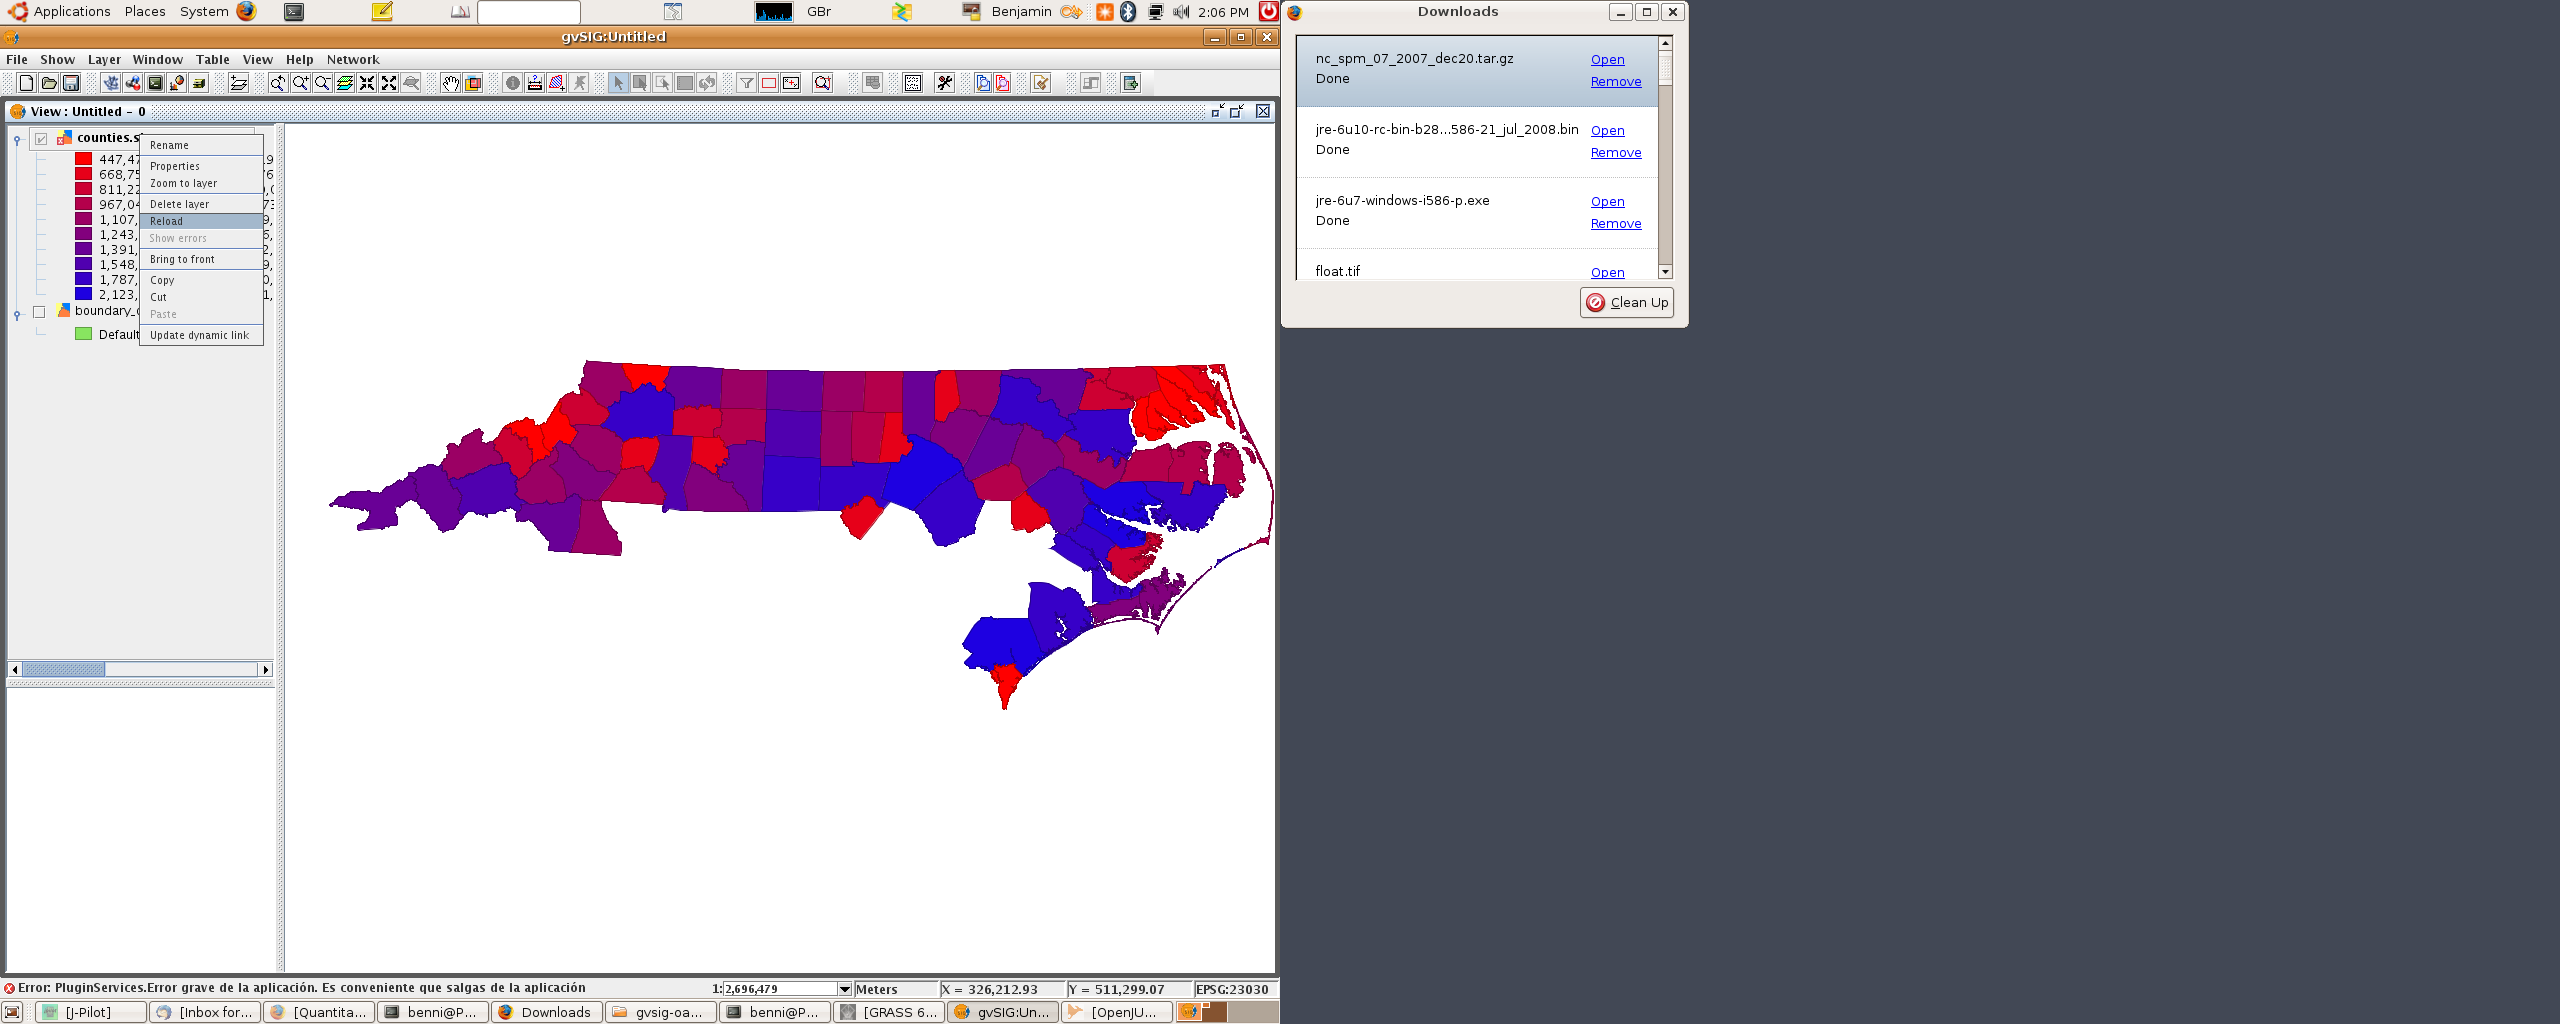 Applications Places System GBr Benjamin 2:06 PM
gvSIG:Untitled
File Show Layer Window Table View Help Network
View : Untitled - 0
counties.s
447,47
668,75
811,22
967,04
1,107,
1,243,
1,391,
1,548,
1,787,
2,123,
boundary_
Default
Rename
Properties
Zoom to layer
Delete layer
Reload
Show errors
Bring to front
Copy
Cut
Paste
Update dynamic link
Error: PluginServices.Error grave de la aplicación. Es conveniente que salgas de la aplicación
1: 2,696,479 Meters X = 326,212.93 Y = 511,299.07 EPSG:23030
[J-Pilot] [Inbox for... [Quantita... benni@P... Downloads gvsig-oa... benni@P... [GRASS 6... gvSIG:Un... [OpenJU...
Downloads
nc_spm_07_2007_dec20.tar.gz Open
Done Remove
jre-6u10-rc-bin-b28...586-21_jul_2008.bin Open
Done Remove
jre-6u7-windows-i586-p.exe Open
Done Remove
float.tif Open
Clean Up